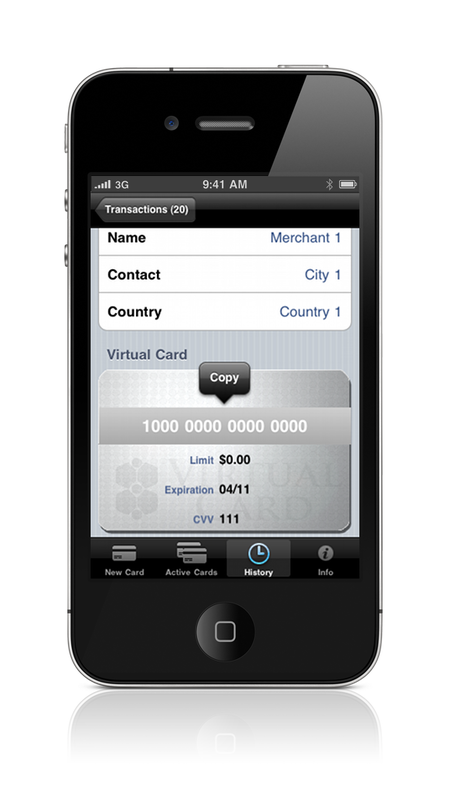 3G 9:41 AM
Transactions (20)
Name Merchant 1
Contact City 1
Country Country 1
Virtual Card
Copy
1000 0000 0000 0000
Limit $0.00
Expiration 04/11
VIRTUAL
CARD
CVV 111
New Card Active Cards History Info